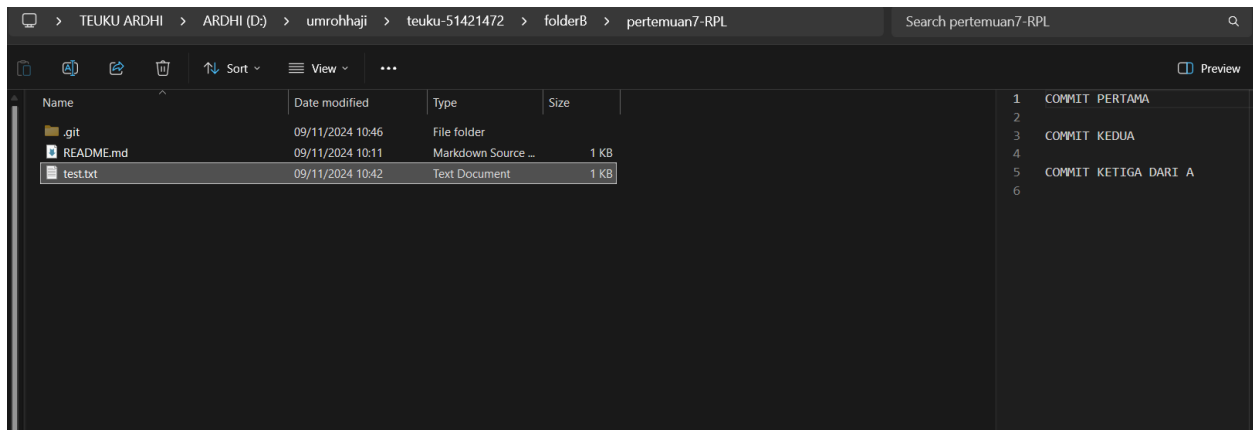 TEUKU ARDHI > ARDHI (D:) > umrohhaji > teuku-51421472 > folderB > pertemuan7-RPL Search pertemuan7-RPL
Sort View ... Preview
Name Date modified Type Size
.git 09/11/2024 10:46 File folder
README.md 09/11/2024 10:11 Markdown Source ... 1 KB
test.txt 09/11/2024 10:42 Text Document 1 KB
1 COMMIT PERTAMA
2
3 COMMIT KEDUA
4
5 COMMIT KETIGA DARI A
6